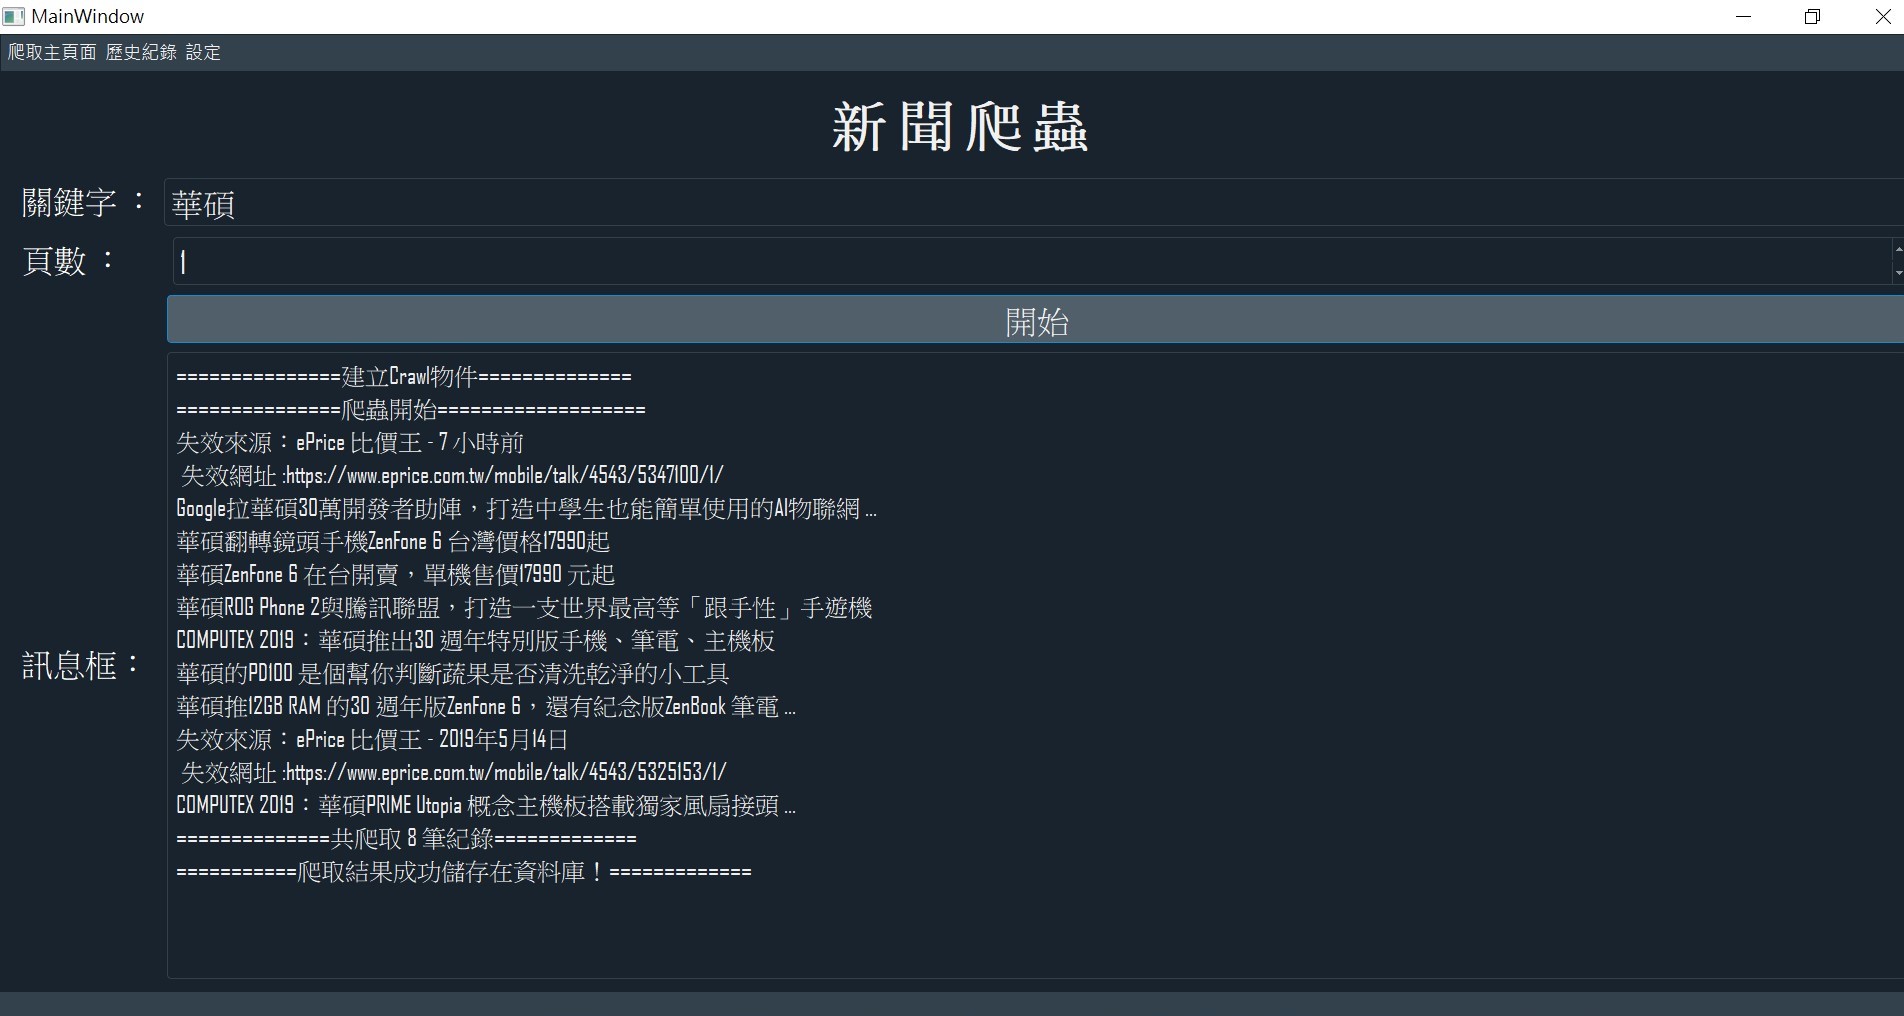 MainWindow
爬取主頁面 歷史紀錄 設定
新聞爬蟲
關鍵字 : 華碩
頁數 : 1
開始
訊息框:
===============建立Crawl物件==============
===============爬蟲開始===================
失效來源:ePrice 比價王 - 7 小時前
失效網址 :https://www.eprice.com.tw/mobile/talk/4543/5347100/1/
Google拉華碩30萬開發者助陣，打造中學生也能簡單使用的AI物聯網 ...
華碩翻轉鏡頭手機ZenFone 6 台灣價格17990起
華碩ZenFone 6 在台開賣，單機售價17990 元起
華碩ROG Phone 2與騰訊聯盟，打造一支世界最高等「跟手性」手遊機
COMPUTEX 2019：華碩推出30 週年特別版手機、筆電、主機板
華碩的PD100 是個幫你判斷蔬果是否清洗乾淨的小工具
華碩推12GB RAM 的30 週年版ZenFone 6，還有紀念版ZenBook 筆電 ...
失效來源:ePrice 比價王 - 2019年5月14日
失效網址 :https://www.eprice.com.tw/mobile/talk/4543/5325153/1/
COMPUTEX 2019：華碩PRIME Utopia 概念主機板搭載獨家風扇接頭 ...
==============共爬取 8 筆紀錄=============
===========爬取結果成功儲存在資料庫！=============